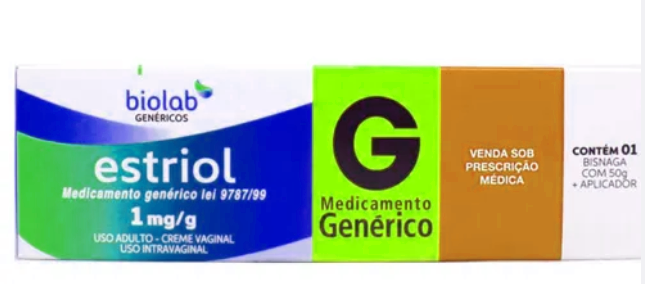 biolab
GENÉRICOS
estriol
Medicamento genérico lei 9787/99
1 mg/g
USO ADULTO - CREME VAGINAL
USO INTRAVAGINAL
G
Medicamento
Genérico
VENDA SOB
PRESCRIÇÃO
MÉDICA
CONTÉM 01
BISNAGA
COM 50g
+ APLICADOR